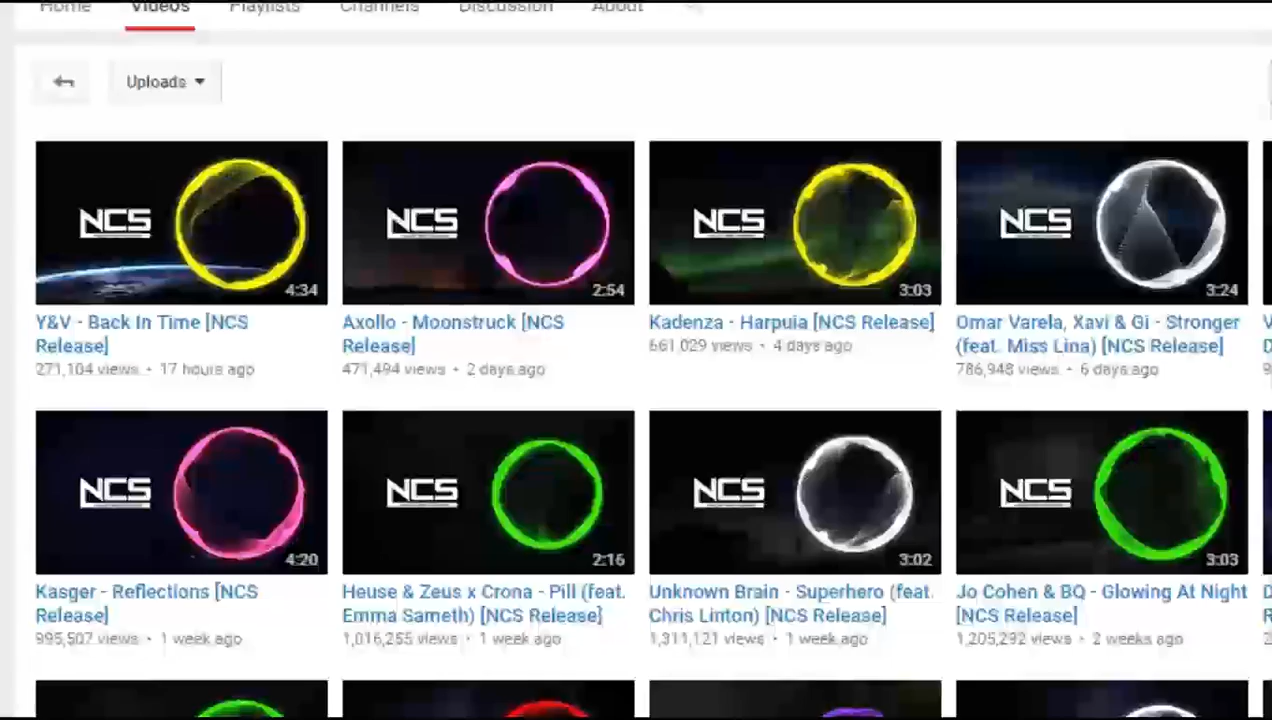 Home Videos Playlists Channels Discussion About
Uploads
NCS 4:34
NCS 2:54
NCS 3:03
NCS 3:24
Y&V - Back In Time [NCS
Release]
271,104 views • 17 hours ago
Axollo - Moonstruck [NCS
Release]
471,494 views • 2 days ago
Kadenza - Harpuia [NCS Release]
661,029 views • 4 days ago
Omar Varela, Xavi & Gi - Stronger
(feat. Miss Lina) [NCS Release]
786,948 views • 6 days ago
NCS 4:20
NCS 2:16
NCS 3:02
NCS 3:03
Kasger - Reflections [NCS
Release]
995,507 views • 1 week ago
Heuse & Zeus x Crona - Pill (feat.
Emma Sameth) [NCS Release]
1,016,255 views • 1 week ago
Unknown Brain - Superhero (feat.
Chris Linton) [NCS Release]
1,311,121 views • 1 week ago
Jo Cohen & BQ - Glowing At Night
[NCS Release]
1,205,292 views • 2 weeks ago